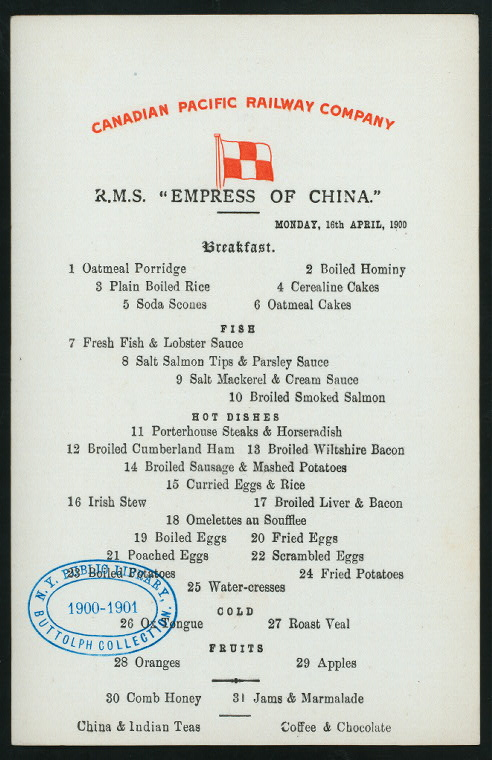 CANADIAN PACIFIC RAILWAY COMPANY
R.M.S. "EMPRESS OF CHINA."
MONDAY, 16th APRIL, 1900
Breakfast.
1 Oatmeal Porridge 2 Boiled Hominy
3 Plain Boiled Rice 4 Cerealine Cakes
5 Soda Scones 6 Oatmeal Cakes
FISH
7 Fresh Fish & Lobster Sauce
8 Salt Salmon Tips & Parsley Sauce
9 Salt Mackerel & Cream Sauce
10 Broiled Smoked Salmon
HOT DISHES
11 Porterhouse Steaks & Horseradish
12 Broiled Cumberland Ham 13 Broiled Wiltshire Bacon
14 Broiled Sausage & Mashed Potatoes
15 Curried Eggs & Rice
16 Irish Stew 17 Broiled Liver & Bacon
18 Omelettes au Soufflee
19 Boiled Eggs 20 Fried Eggs
21 Poached Eggs 22 Scrambled Eggs
23 Boiled Potatoes 24 Fried Potatoes
25 Water-cresses
COLD
26 Ox Tongue 27 Roast Veal
FRUITS
28 Oranges 29 Apples
30 Comb Honey 31 Jams & Marmalade
China & Indian Teas Coffee & Chocolate
N.Y. PUBLIC LIBRARY,
1900-1901
BUTTOLPH COLLECTION.